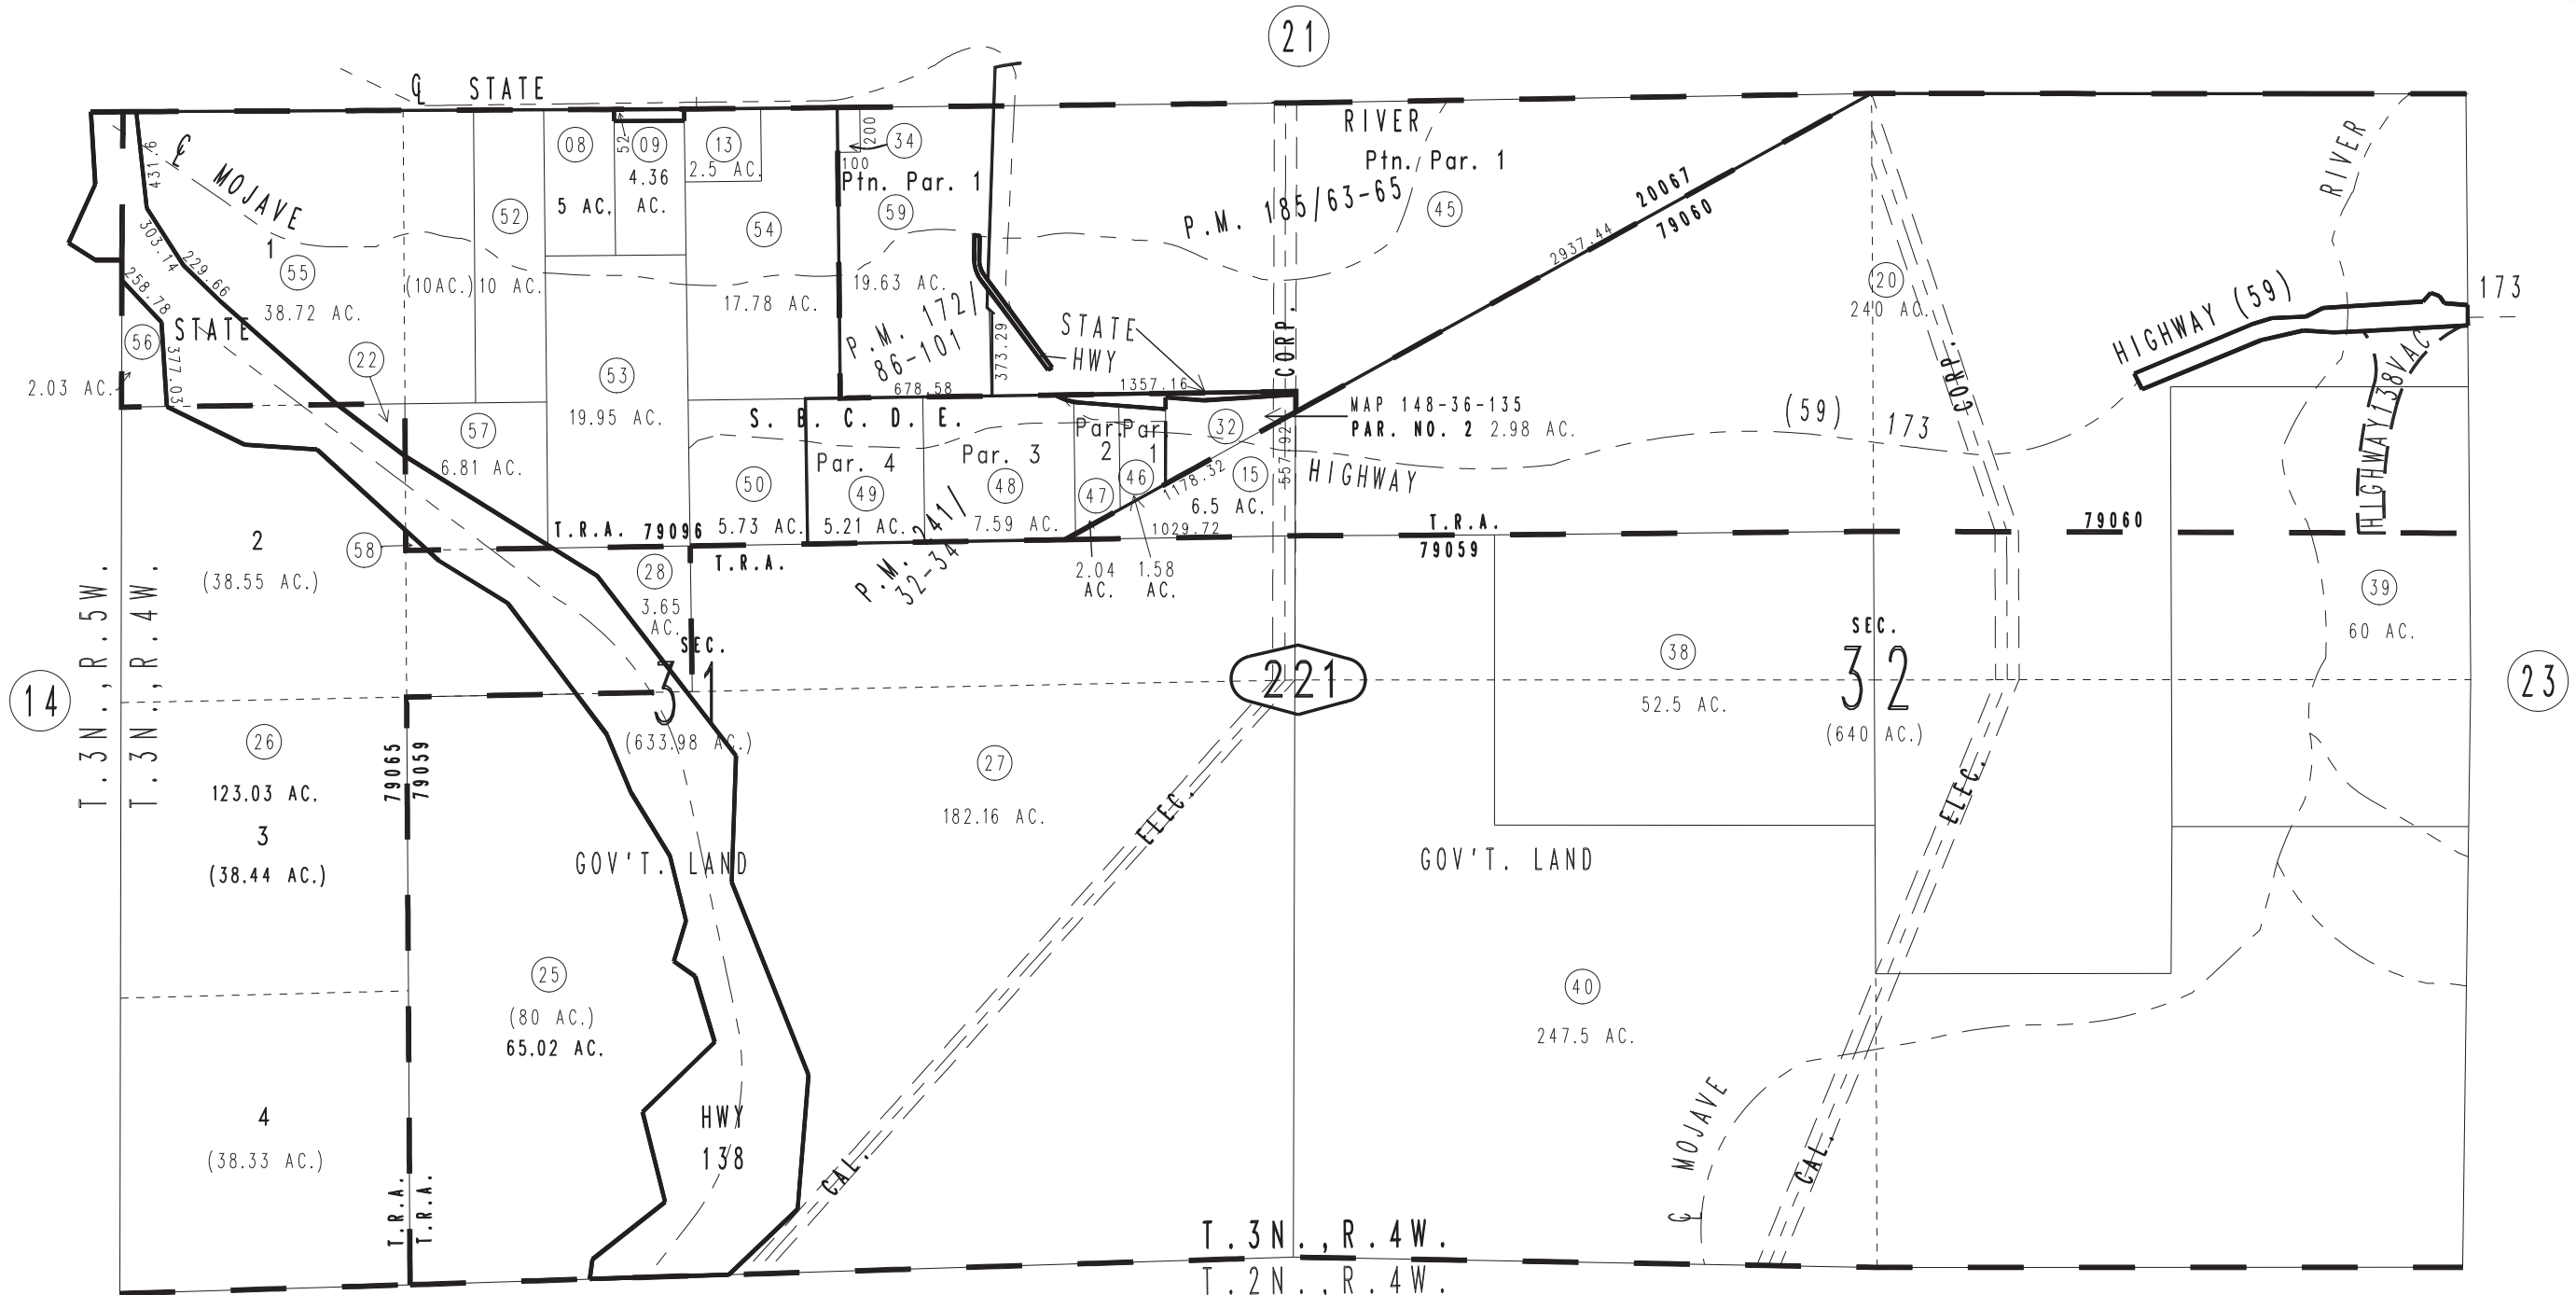 21
℄ STATE
RIVER
Ptn. Par. 1
P.M. 185/63-65
45
20067
79060
2937.44
℄ MOJAVE
431.6
303.14
229.66
258.78
377.03
1
55
38.72 AC.
STATE
56
2.03 AC.
22
52
(10AC.) 10 AC.
08
5 AC.
52
09
4.36
AC.
13
2.5 AC.
54
17.78 AC.
200
34
100
Ptn. Par. 1
59
19.63 AC.
P.M. 172/
86-101
373.29
678.58
STATE
HWY
1357.16
CORP.
20
240 AC.
CORP.
RIVER
HIGHWAY (59)
173
HIGHWAY 138 VAC.
53
19.95 AC.
57
6.81 AC.
S. B. C. D. E.
50
5.73 AC.
Par. 4
49
5.21 AC.
Par. 3
48
7.59 AC.
Par.
2
47
2.04
AC.
Par.
1
46
1.58
AC.
32
1178.32
15
6.5 AC.
1029.72
557.92
MAP 148-36-135
PAR. NO. 2 2.98 AC.
HIGHWAY
(59) 173
T.R.A. 79096
T.R.A.
P.M. 241/
32-34
T.R.A.
79059
79060
58
2
(38.55 AC.)
28
3.65
AC.
SEC.
31
(633.98 AC.)
221
38
52.5 AC.
SEC.
32
(640 AC.)
39
60 AC.
14
T.3N.,R.5W.
T.3N.,R.4W.
23
26
123.03 AC.
3
(38.44 AC.)
79065
79059
27
182.16 AC.
GOV'T. LAND
GOV'T. LAND
ELEC.
ELEC.
25
(80 AC.)
65.02 AC.
40
247.5 AC.
4
(38.33 AC.)
HWY
138
CAL.
CAL.
℄ MOJAVE
T.R.A.
T.R.A.
T.3N.,R.4W.
T.2N.,R.4W.